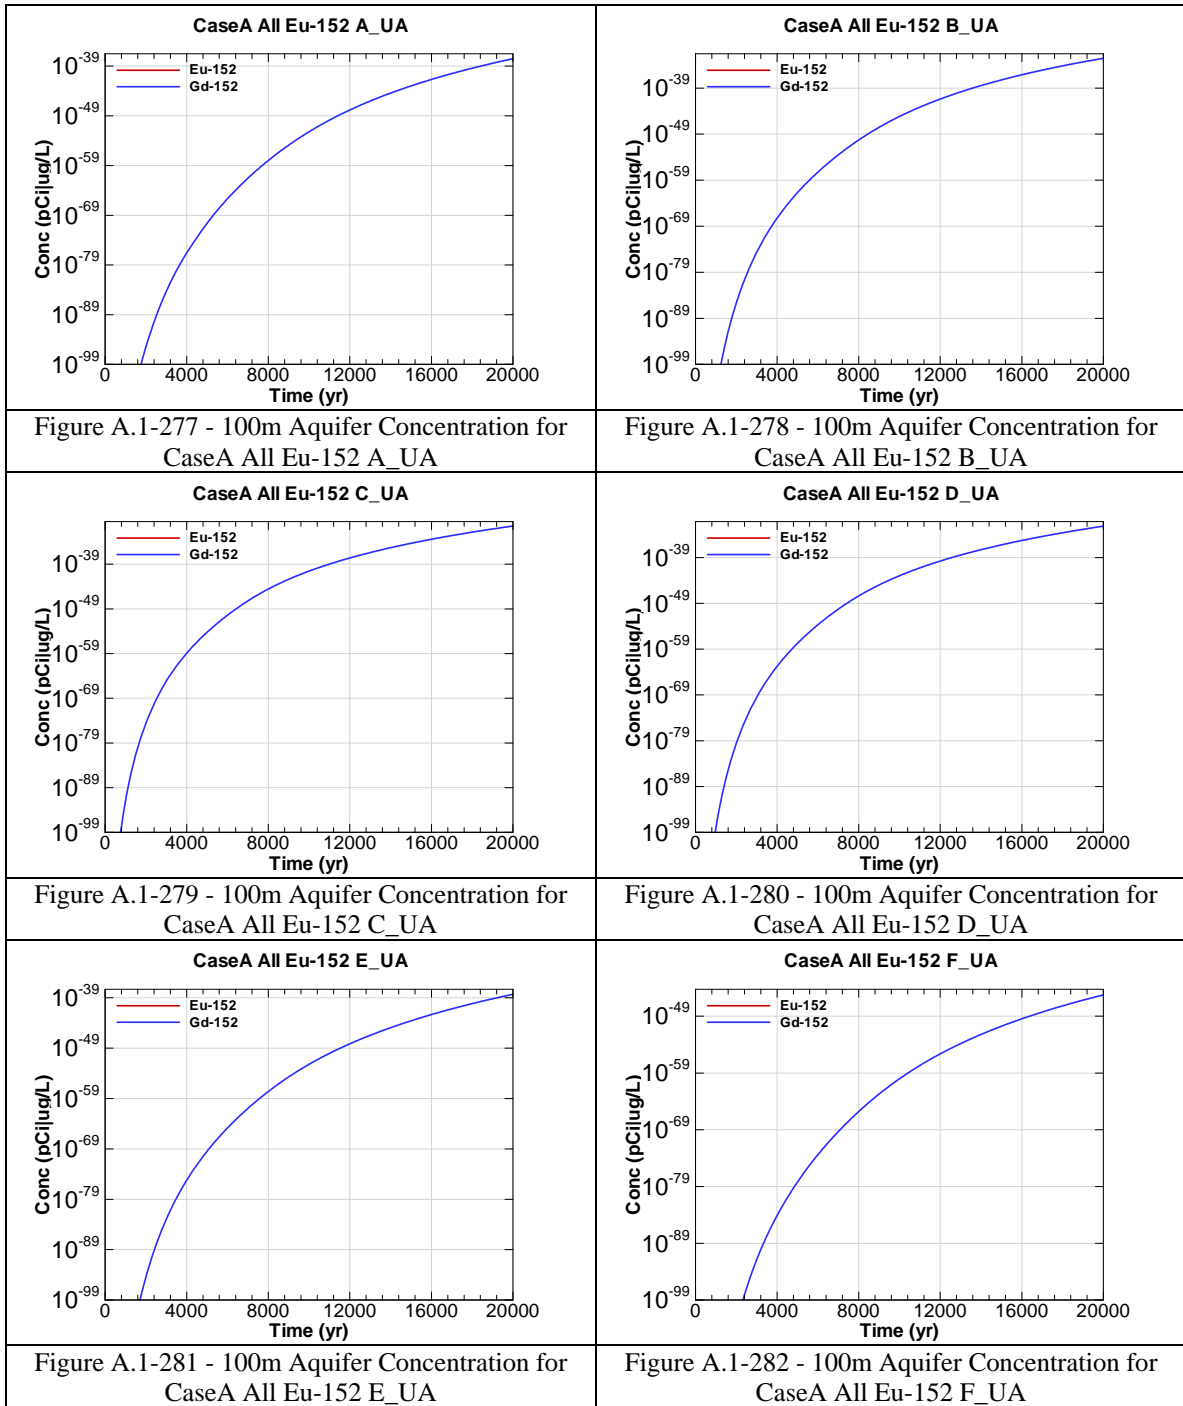 CaseA All Eu-152 A_UA
Eu-152
Gd-152
Conc (pCi|ug/L)
10-39
10-49
10-59
10-69
10-79
10-89
10-99
0 4000 8000 12000 16000 20000
Time (yr)
Figure A.1-277 - 100m Aquifer Concentration for
CaseA All Eu-152 A_UA
CaseA All Eu-152 B_UA
Eu-152
Gd-152
Conc (pCi|ug/L)
10-39
10-49
10-59
10-69
10-79
10-89
10-99
0 4000 8000 12000 16000 20000
Time (yr)
Figure A.1-278 - 100m Aquifer Concentration for
CaseA All Eu-152 B_UA
CaseA All Eu-152 C_UA
Eu-152
Gd-152
Conc (pCi|ug/L)
10-39
10-49
10-59
10-69
10-79
10-89
10-99
0 4000 8000 12000 16000 20000
Time (yr)
Figure A.1-279 - 100m Aquifer Concentration for
CaseA All Eu-152 C_UA
CaseA All Eu-152 D_UA
Eu-152
Gd-152
Conc (pCi|ug/L)
10-39
10-49
10-59
10-69
10-79
10-89
10-99
0 4000 8000 12000 16000 20000
Time (yr)
Figure A.1-280 - 100m Aquifer Concentration for
CaseA All Eu-152 D_UA
CaseA All Eu-152 E_UA
Eu-152
Gd-152
Conc (pCi|ug/L)
10-39
10-49
10-59
10-69
10-79
10-89
10-99
0 4000 8000 12000 16000 20000
Time (yr)
Figure A.1-281 - 100m Aquifer Concentration for
CaseA All Eu-152 E_UA
CaseA All Eu-152 F_UA
Eu-152
Gd-152
Conc (pCi|ug/L)
10-49
10-59
10-69
10-79
10-89
10-99
0 4000 8000 12000 16000 20000
Time (yr)
Figure A.1-282 - 100m Aquifer Concentration for
CaseA All Eu-152 F_UA